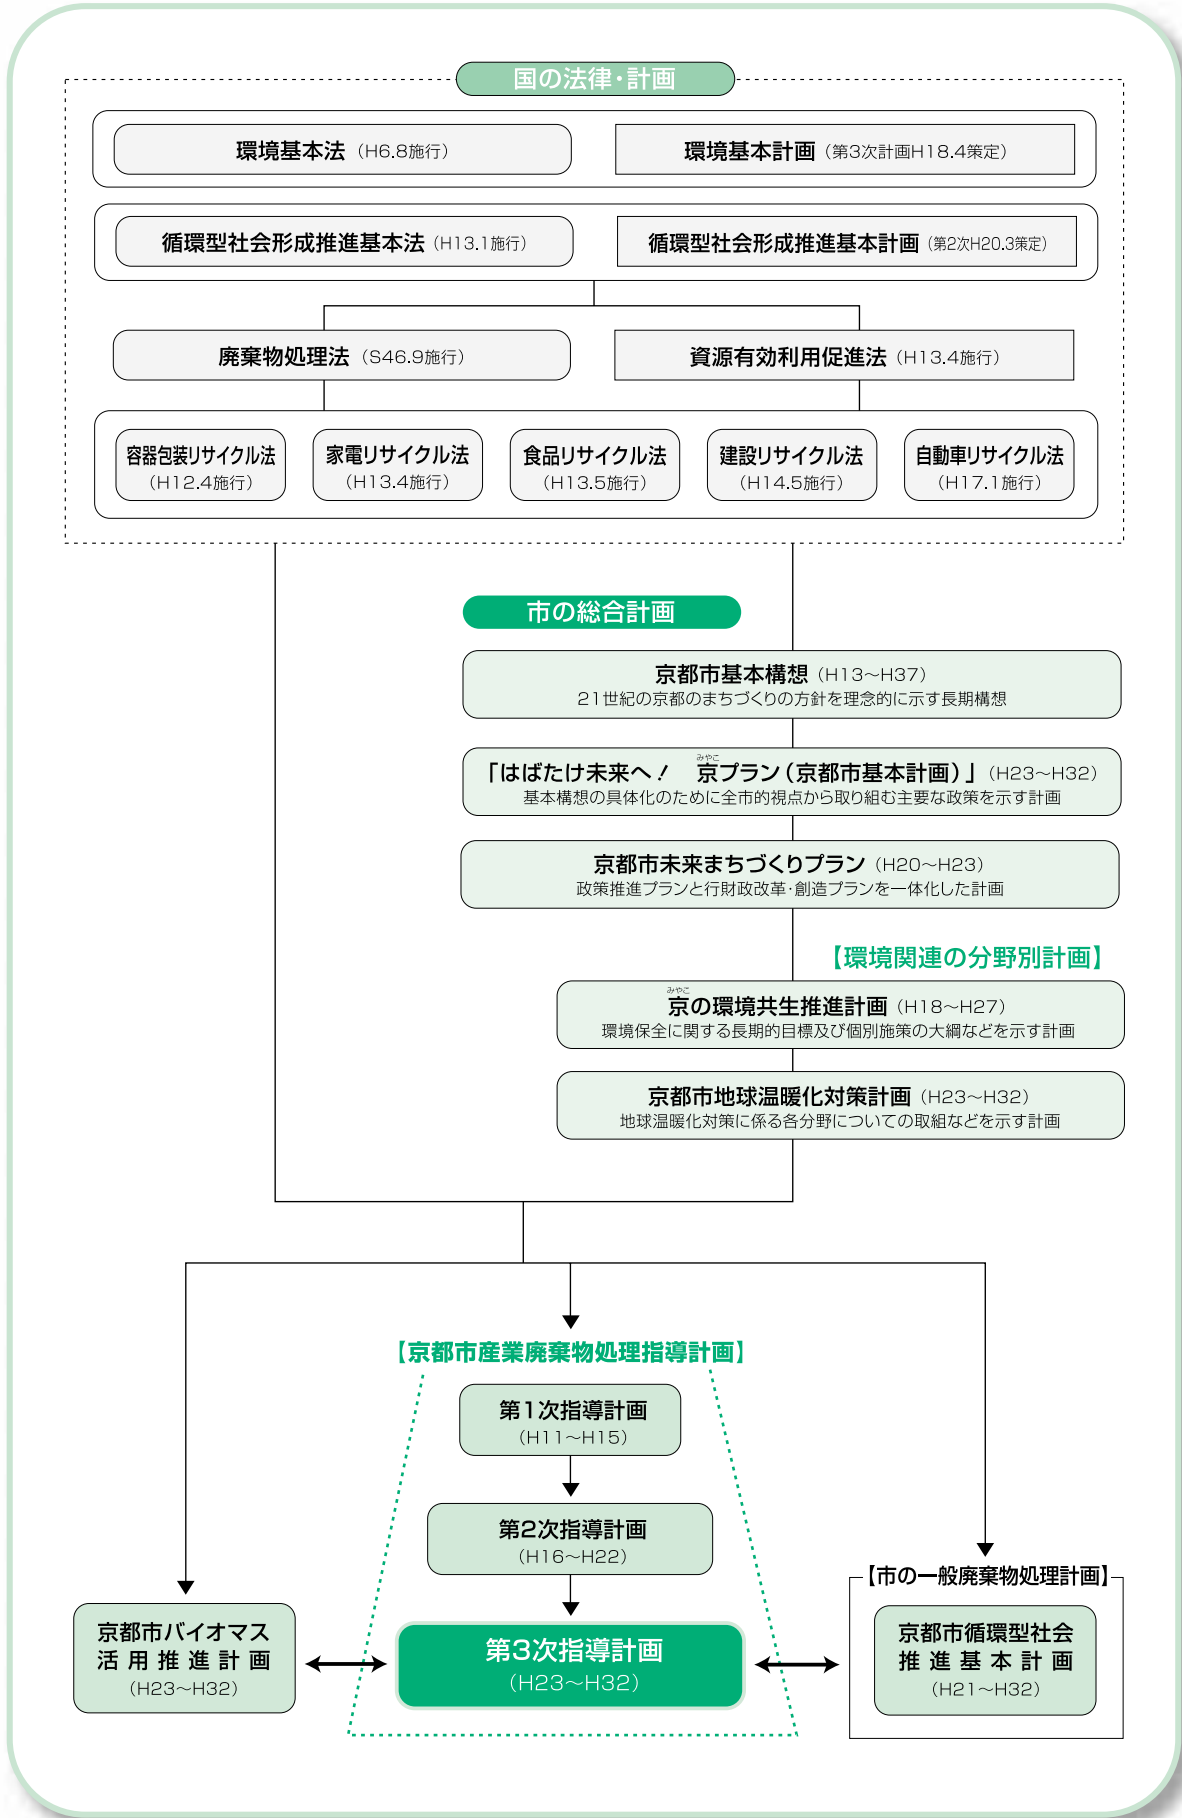 国の法律・計画
環境基本法（H6.8施行）
環境基本計画（第3次計画H18.4策定）
循環型社会形成推進基本法（H13.1施行）
循環型社会形成推進基本計画（第2次H20.3策定）
廃棄物処理法（S46.9施行）
資源有効利用促進法（H13.4施行）
容器包装リサイクル法
（H12.4施行）
家電リサイクル法
（H13.4施行）
食品リサイクル法
（H13.5施行）
建設リサイクル法
（H14.5施行）
自動車リサイクル法
（H17.1施行）
市の総合計画
京都市基本構想（H13～H37）
21世紀の京都のまちづくりの方針を理念的に示す長期構想
みやこ
「はばたけ未来へ！　京プラン（京都市基本計画）」（H23～H32）
基本構想の具体化のために全市的視点から取り組む主要な政策を示す計画
京都市未来まちづくりプラン（H20～H23）
政策推進プランと行財政改革・創造プランを一体化した計画
【環境関連の分野別計画】
みやこ
京の環境共生推進計画（H18～H27）
環境保全に関する長期的目標及び個別施策の大綱などを示す計画
京都市地球温暖化対策計画（H23～H32）
地球温暖化対策に係る各分野についての取組などを示す計画
【京都市産業廃棄物処理指導計画】
第1次指導計画
（H11～H15）
第2次指導計画
（H16～H22）
第3次指導計画
（H23～H32）
京都市バイオマス
活用推進計画
（H23～H32）
【市の一般廃棄物処理計画】
京都市循環型社会
推進基本計画
（H21～H32）